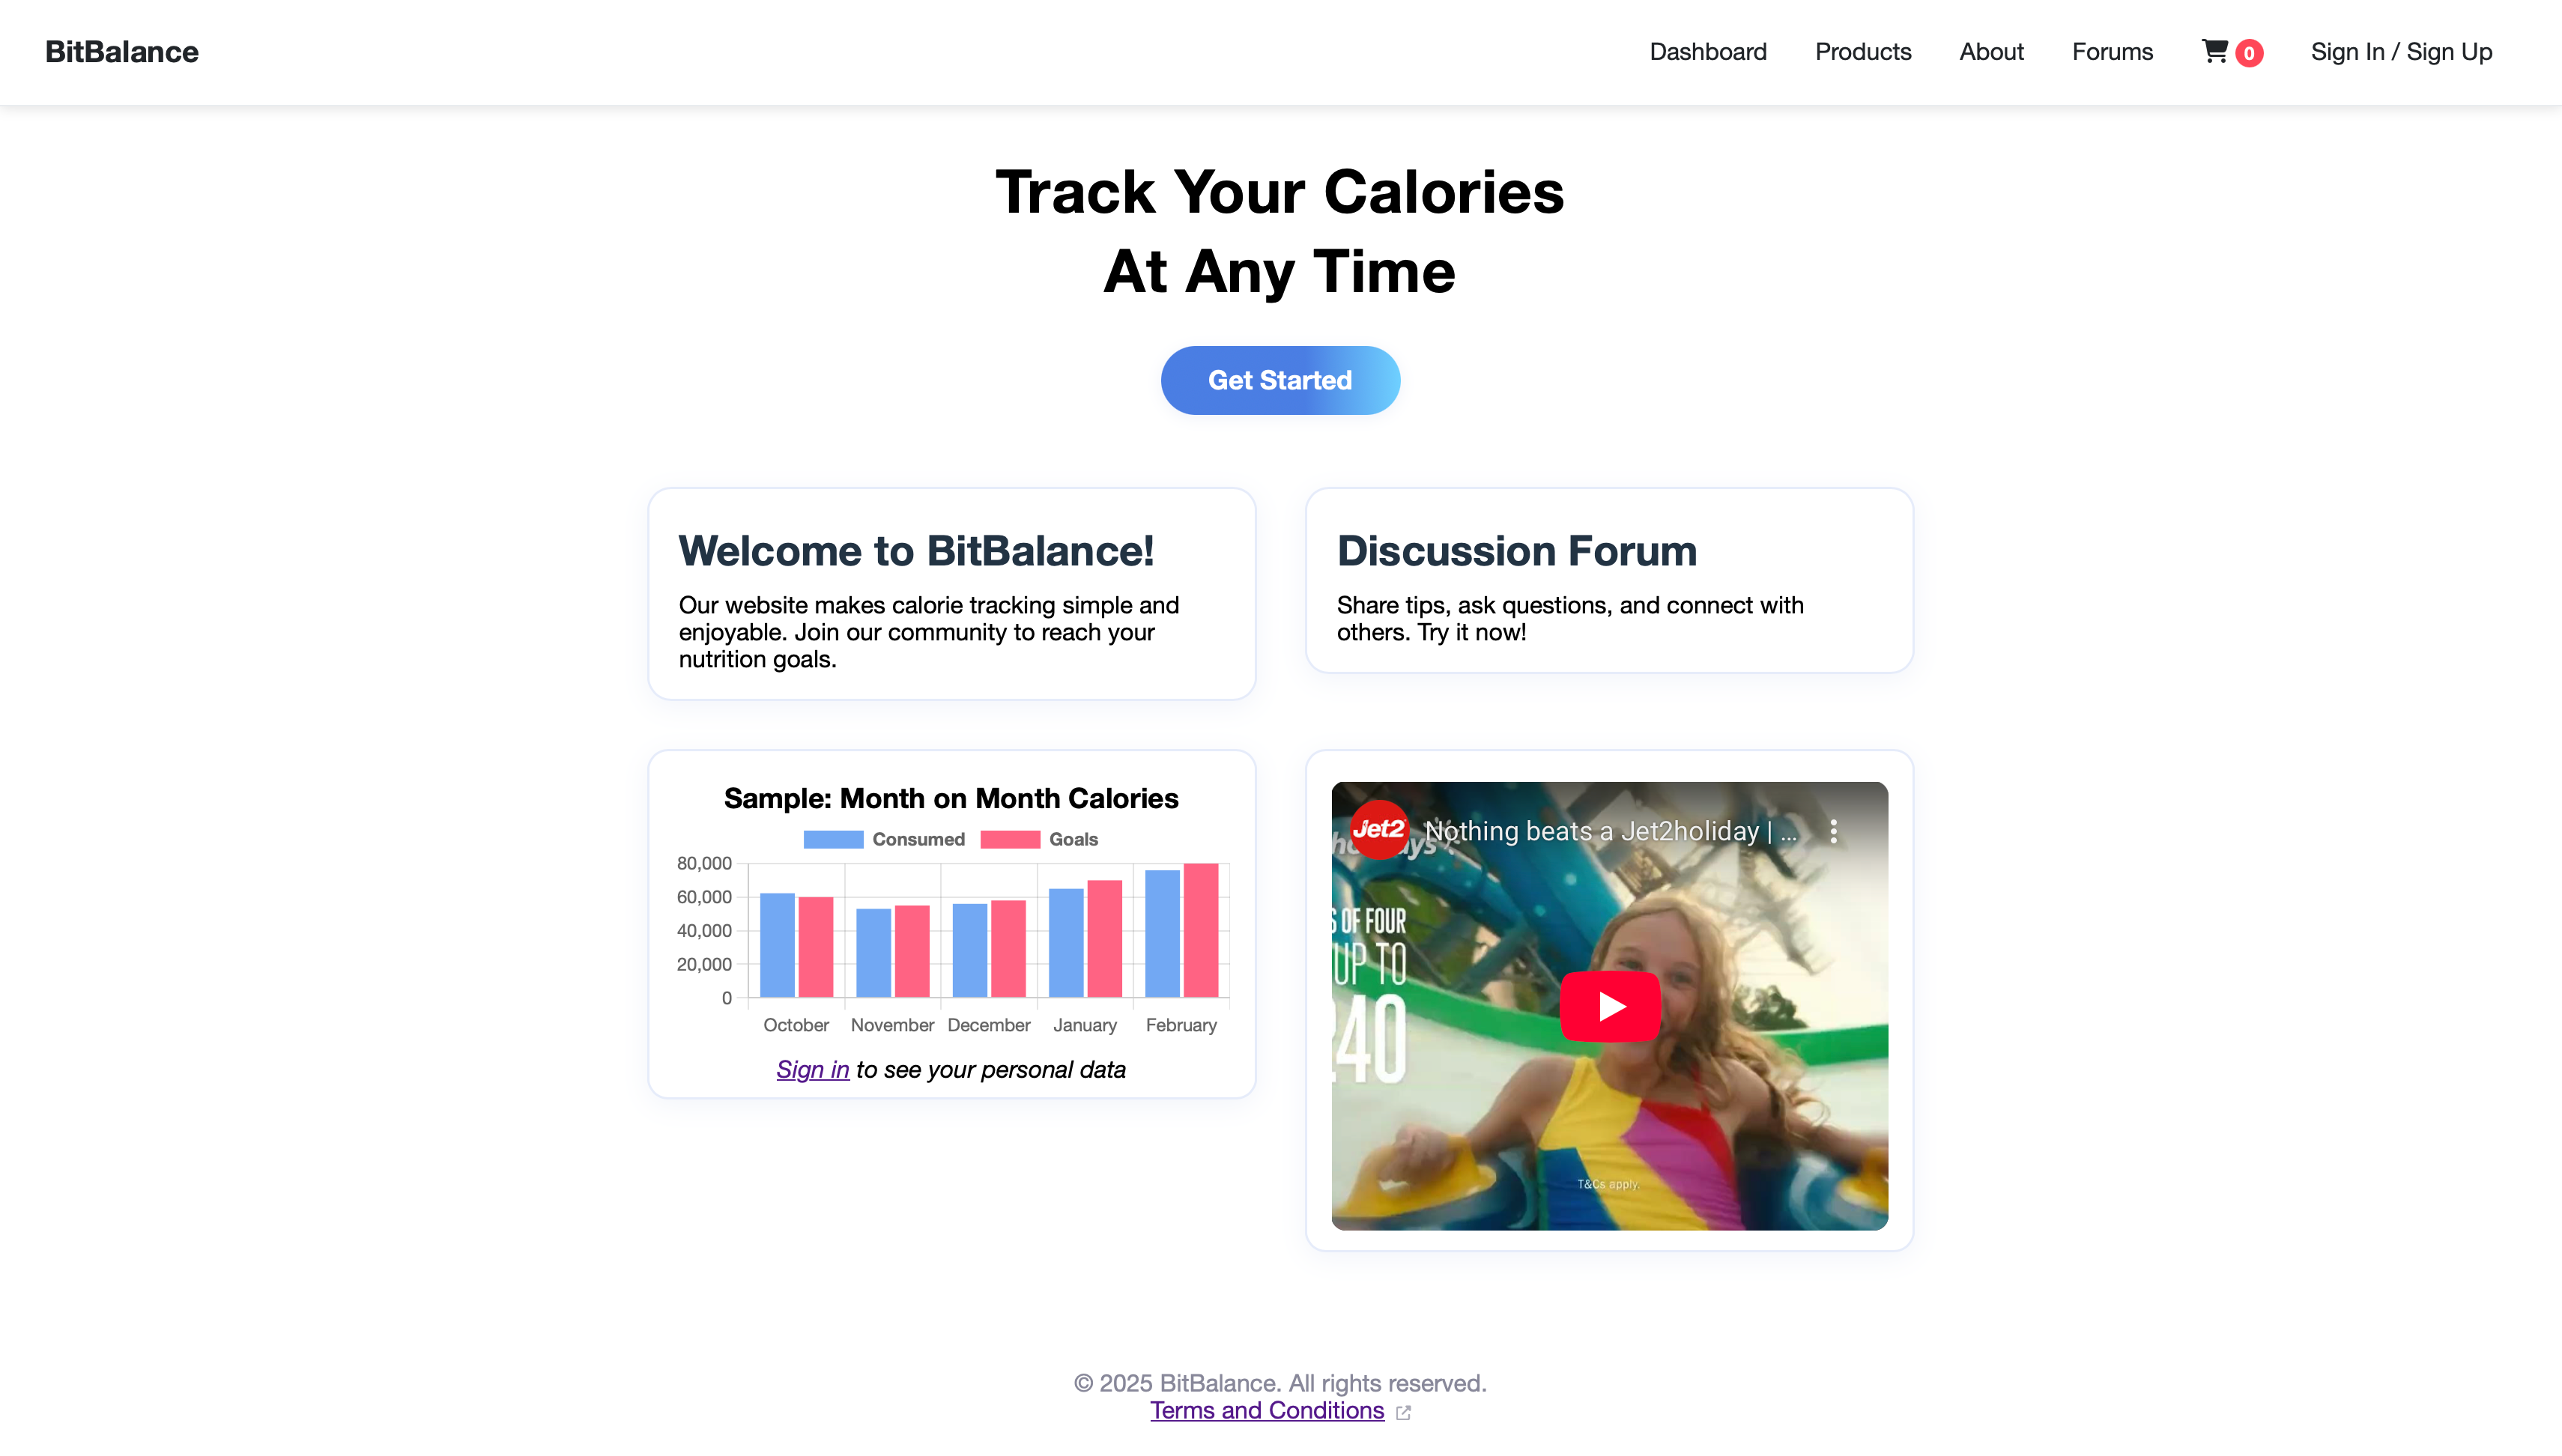 BitBalance
Dashboard
Products
About
Forums
0
Sign In / Sign Up
Track Your Calories
At Any Time
Get Started
Welcome to BitBalance!
Our website makes calorie tracking simple and
enjoyable. Join our community to reach your
nutrition goals.
Discussion Forum
Share tips, ask questions, and connect with
others. Try it now!
Sample: Month on Month Calories
Consumed
Goals
80,000
60,000
40,000
20,000
0
October
November
December
January
February
Sign in to see your personal data
Jet2
Nothing beats a Jet2holiday | ...
S OF FOUR
UP TO
240
T&Cs apply.
© 2025 BitBalance. All rights reserved.
Terms and Conditions